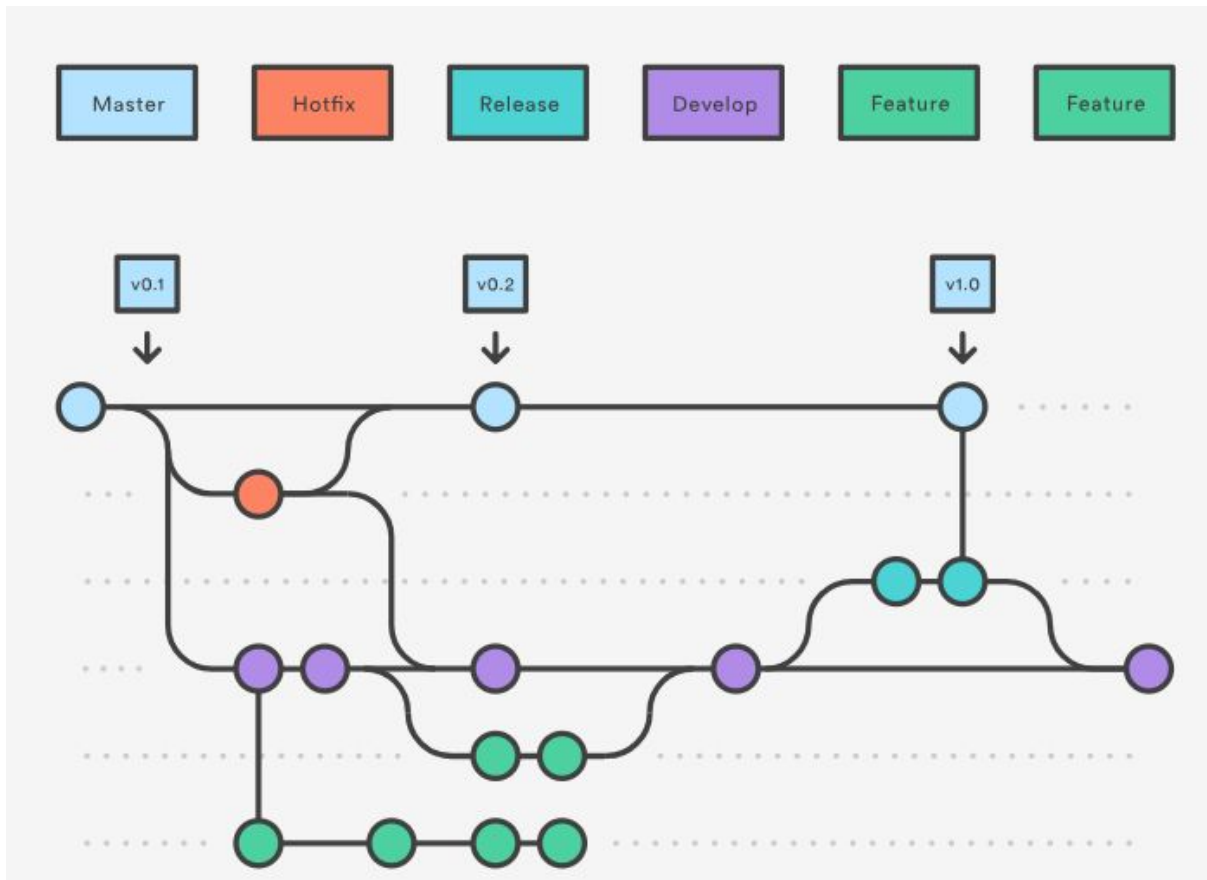 Master
Hotfix
Release
Develop
Feature
Feature
v0.1
v0.2
v1.0